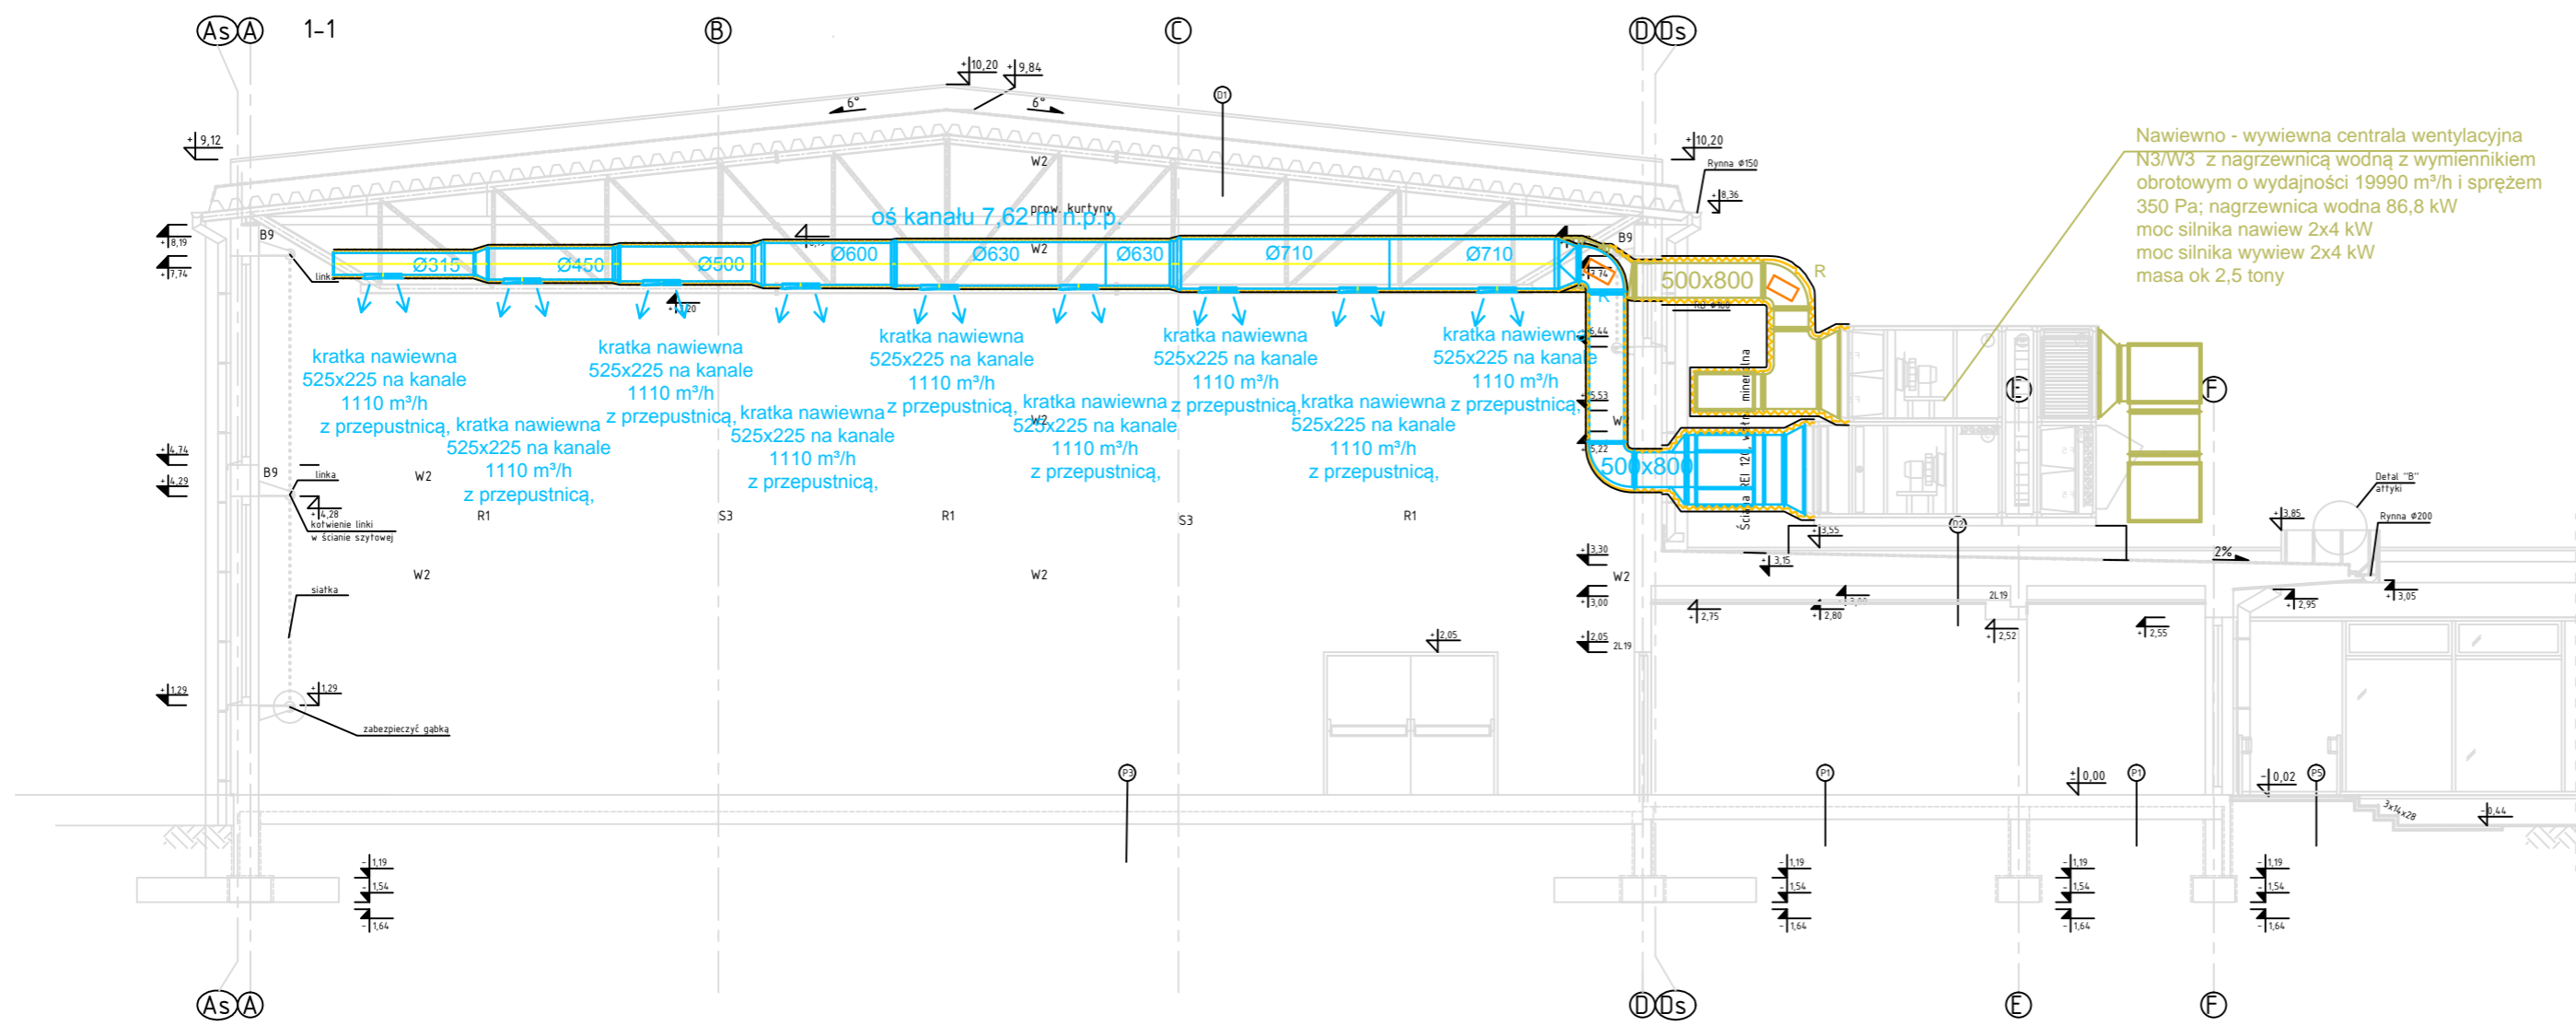 As A 1-1 B C D Ds
+10,20
+9,84
6°
6°
D1
+9,12
+10,20
Rynna Ø150
+8,36
W2
prow. kurtyny
oś kanału 7,62 m n.p.p.
W2
B9
+8,19
+7,74
linka
B9
Ø315
Ø450
Ø500
Ø600
Ø630
Ø630
Ø710
Ø710
500x800
R
R
Nawiewno - wywiewna centrala wentylacyjna
N3/W3 z nagrzewnicą wodną z wymiennikiem
obrotowym o wydajności 19990 m³/h i sprężem
350 Pa; nagrzewnica wodna 86,8 kW
moc silnika nawiew 2x4 kW
moc silnika wywiew 2x4 kW
masa ok 2,5 tony
kratka nawiewna
525x225 na kanale
1110 m³/h
z przepustnicą,
kratka nawiewna
525x225 na kanale
1110 m³/h
z przepustnicą,
kratka nawiewna
525x225 na kanale
1110 m³/h
z przepustnicą,
kratka nawiewna
525x225 na kanale
1110 m³/h
z przepustnicą,
kratka nawiewna
525x225 na kanale
1110 m³/h
z przepustnicą,
kratka nawiewna
525x225 na kanale
1110 m³/h
z przepustnicą,
kratka nawiewna
525x225 na kanale
1110 m³/h
z przepustnicą,
kratka nawiewna
525x225 na kanale
1110 m³/h
z przepustnicą,
kratka nawiewna
525x225 na kanale
1110 m³/h
z przepustnicą,
5,53
5,22
500x800
E
F
W2
+4,74
+4,29
B9
linka
+4,28
kotwienie linki
w ścianie szytowej
W2
R1
S3
R1
S3
R1
Detal "B"
attyki
Rynna Ø200
+3,85
+3,55
D2
2%
+3,15
+3,30
W2
+3,00
W2
W2
siatka
+2,75
+2,80
2L19
+2,52
+2,55
+2,95
+3,05
+2,05
+2,05
2L19
+1,29
+1,29
zabezpieczyć gąbką
P3
P1
±0,00
P1
-0,02
P5
3x14x28
-0,44
-1,19
-1,54
-1,64
-1,19
-1,54
-1,64
-1,19
-1,54
-1,64
-1,19
-1,54
-1,64
As A D Ds E F